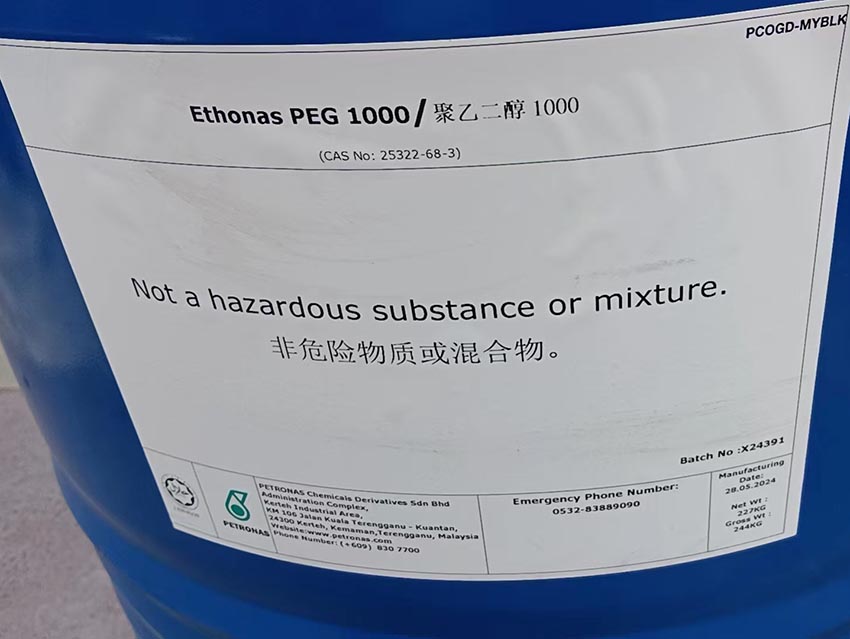 PCOGD-MYBLK
Ethonas PEG 1000/聚乙二醇1000
(CAS No: 25322-68-3)
Not a hazardous substance or mixture.
非危险物质或混合物。
Batch No :X24391
PETRONAS
PETRONAS Chemicals Derivatives Sdn Bhd
Administration Complex,
Kerteh Industrial Area,
KM 106 Jalan Kuala Terengganu - Kuantan,
24300 Kerteh, Kemaman,Terengganu, Malaysia
Website:www.petronas.com
Phone Number: (+609) 830 7700
Emergency Phone Number:
0532-83889090
Manufacturing
Date:
28.05.2024
Net Wt :
227KG
Gross Wt :
244KG